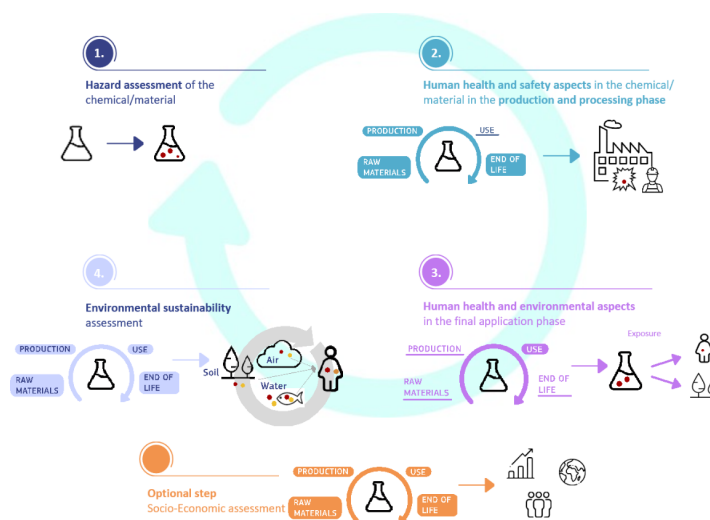 1.
Hazard assessment of the
chemical/material
2.
Human health and safety aspects in the chemical/
material in the production and processing phase
PRODUCTION
USE
RAW
MATERIALS
END OF
LIFE
4.
Environmental sustainability
assessment
PRODUCTION
USE
RAW
MATERIALS
END OF
LIFE
Soil
Air
Water
3.
Human health and environmental aspects
in the final application phase
Exposure
PRODUCTION
USE
RAW
MATERIALS
END OF
LIFE
Optional step
Socio-Economic assessment
PRODUCTION
USE
RAW
MATERIALS
END OF
LIFE